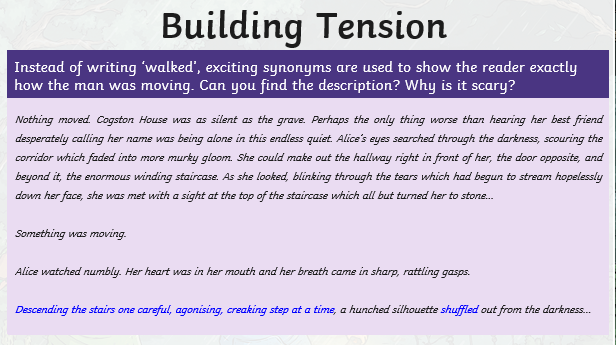 Building Tension
Instead of writing ‘walked’, exciting synonyms are used to show the reader exactly
how the man was moving. Can you find the description? Why is it scary?
Nothing moved. Cogston House was as silent as the grave. Perhaps the only thing worse than hearing her best friend
desperately calling her name was being alone in this endless quiet. Alice’s eyes searched through the darkness, scouring the
corridor which faded into more murky gloom. She could make out the hallway right in front of her, the door opposite, and
beyond it, the enormous winding staircase. As she looked, blinking through the tears which had begun to stream hopelessly
down her face, she was met with a sight at the top of the staircase which all but turned her to stone...
Something was moving.
Alice watched numbly. Her heart was in her mouth and her breath came in sharp, rattling gasps.
Descending the stairs one careful, agonising, creaking step at a time, a hunched silhouette shuffled out from the darkness...